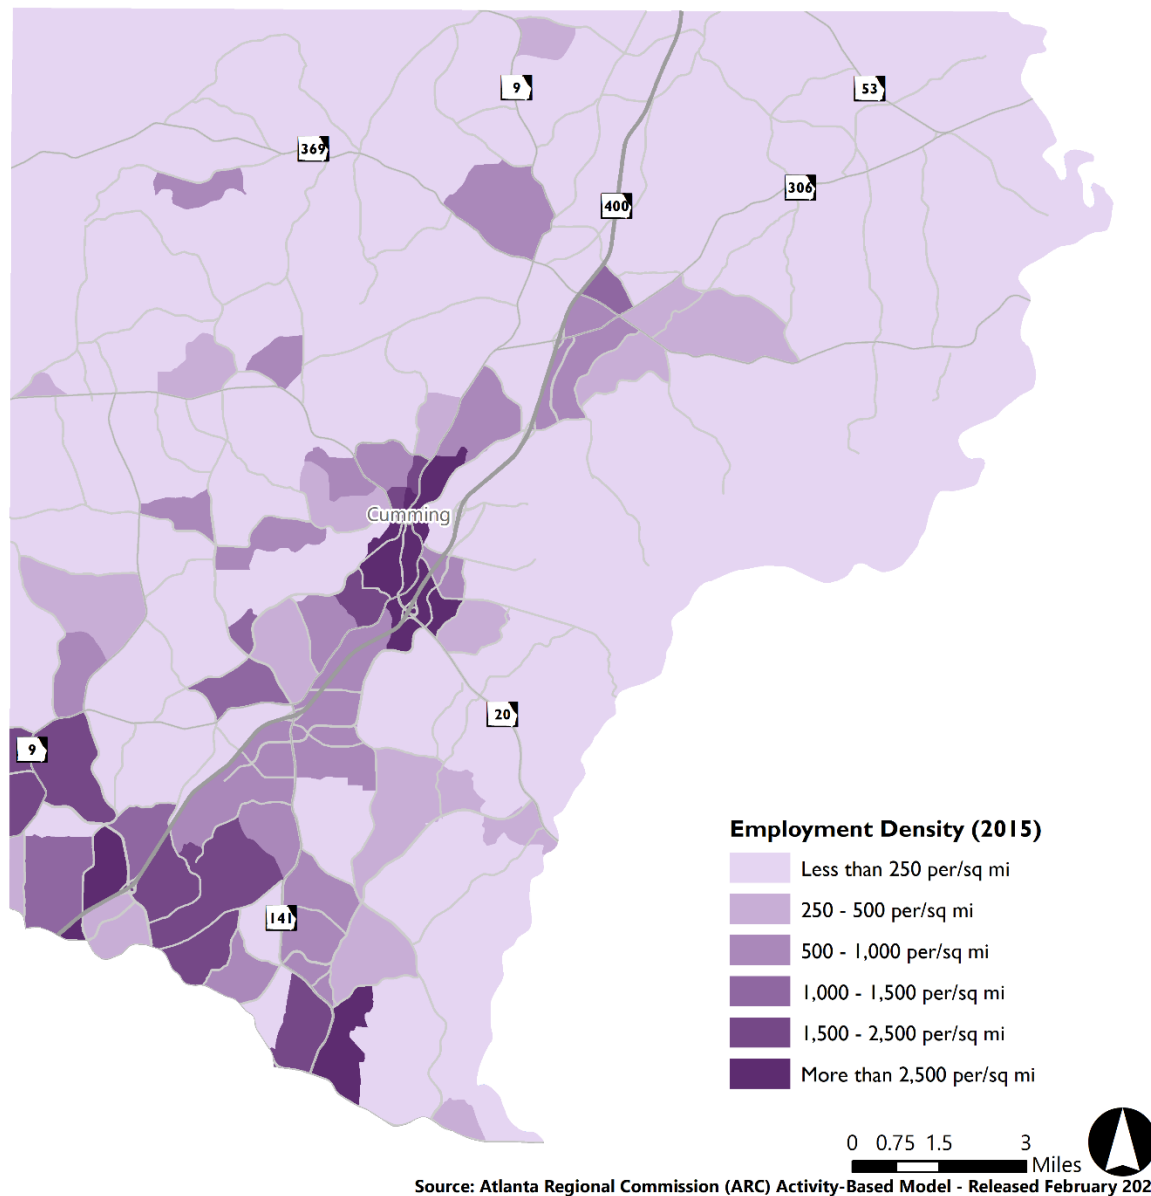 9
53
369
306
400
Cumming
20
9
141
Employment Density (2015)
Less than 250 per/sq mi
250 - 500 per/sq mi
500 - 1,000 per/sq mi
1,000 - 1,500 per/sq mi
1,500 - 2,500 per/sq mi
More than 2,500 per/sq mi
0 0.75 1.5 3
Miles
Source: Atlanta Regional Commission (ARC) Activity-Based Model - Released February 202